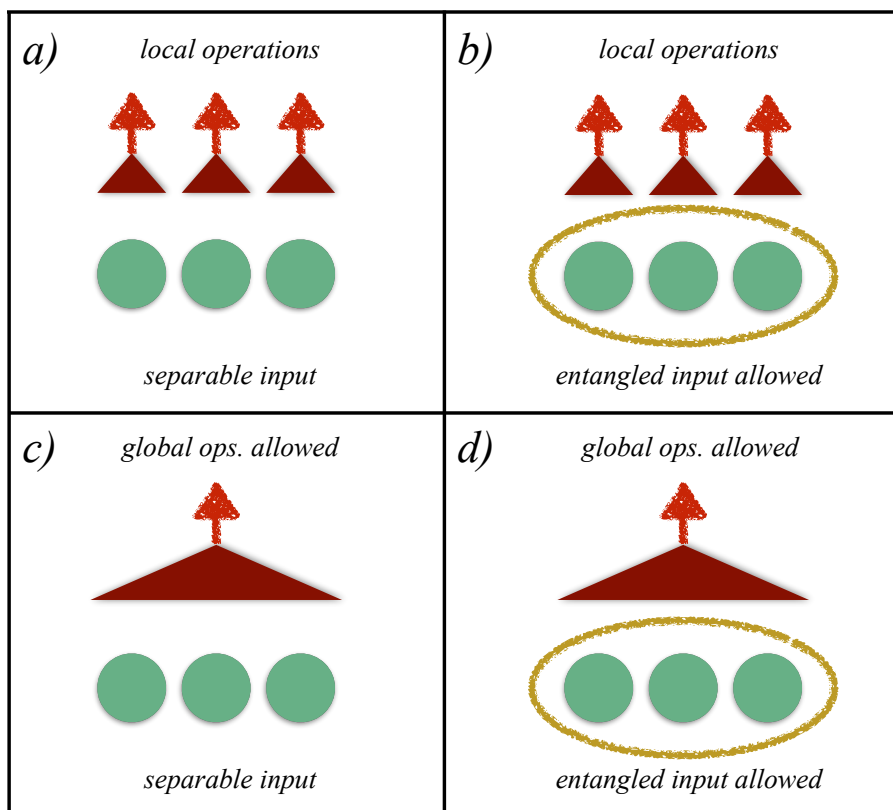 a)
local operations
separable input
b)
local operations
entangled input allowed
c)
global ops. allowed
separable input
d)
global ops. allowed
entangled input allowed